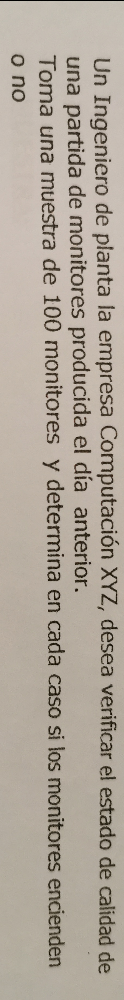 Un Ingeniero de planta la empresa Computación XYZ, desea verificar el estado de calidad de
una partida de monitores producida el día anterior.
Toma una muestra de 100 monitores y determina en cada caso si los monitores encienden
o no